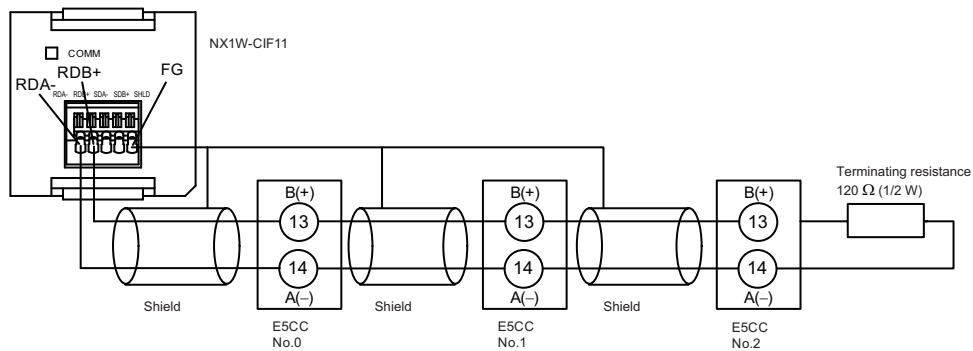 NX1W-CIF11
COMM
RDB+
FG
RDA-
RDA- RDB+ SDA- SDB+ SHLD
Terminating resistance
120 Ω (1/2 W)
B(+)
13
14
A(–)
B(+)
13
14
A(–)
B(+)
13
14
A(–)
Shield
Shield
Shield
E5CC
No.0
E5CC
No.1
E5CC
No.2